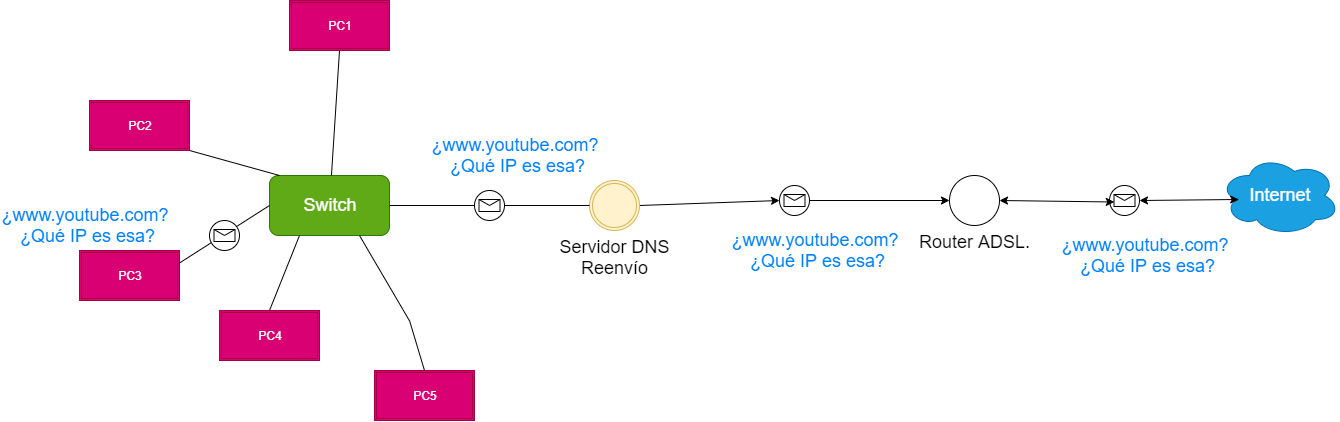 PC1
PC2
¿www.youtube.com?
¿Qué IP es esa?
Switch
¿www.youtube.com?
¿Qué IP es esa?
PC3
PC4
PC5
Servidor DNS
Reenvío
¿www.youtube.com?
¿Qué IP es esa?
Router ADSL.
¿www.youtube.com?
¿Qué IP es esa?
Internet